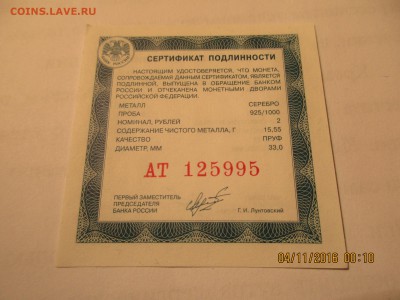 COINS.LAVE.RU
СЕРТИФИКАТ ПОДЛИННОСТИ
НАСТОЯЩИМ УДОСТОВЕРЯЕТСЯ, ЧТО МОНЕТА,
СОПРОВОЖДАЕМАЯ ДАННЫМ СЕРТИФИКАТОМ, ЯВЛЯЕТСЯ
ПОДЛИННОЙ, ВЫПУЩЕНА В ОБРАЩЕНИЕ БАНКОМ
РОССИИ И ОТЧЕКАНЕНА МОНЕТНЫМИ ДВОРАМИ
РОССИЙСКОЙ ФЕДЕРАЦИИ.
МЕТАЛЛ СЕРЕБРО
ПРОБА 925/1000
НОМИНАЛ, РУБЛЕЙ 2
СОДЕРЖАНИЕ ЧИСТОГО МЕТАЛЛА, Г 15,55
КАЧЕСТВО ПРУФ
ДИАМЕТР, ММ 33,0
АТ 125995
ПЕРВЫЙ ЗАМЕСТИТЕЛЬ
ПРЕДСЕДАТЕЛЯ
БАНКА РОССИИ Г. И. Лунтовский
04/11/2016 00:10